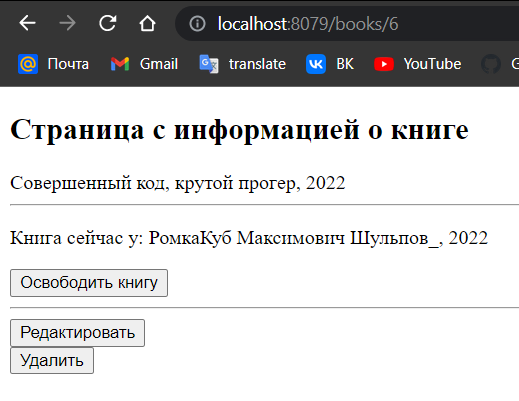 localhost:8079/books/6
Почта Gmail translate ВК YouTube G
Страница с информацией о книге
Совершенный код, крутой прогер, 2022
Книга сейчас у: РомкаКуб Максимович Шульпов_, 2022
Освободить книгу
Редактировать
Удалить